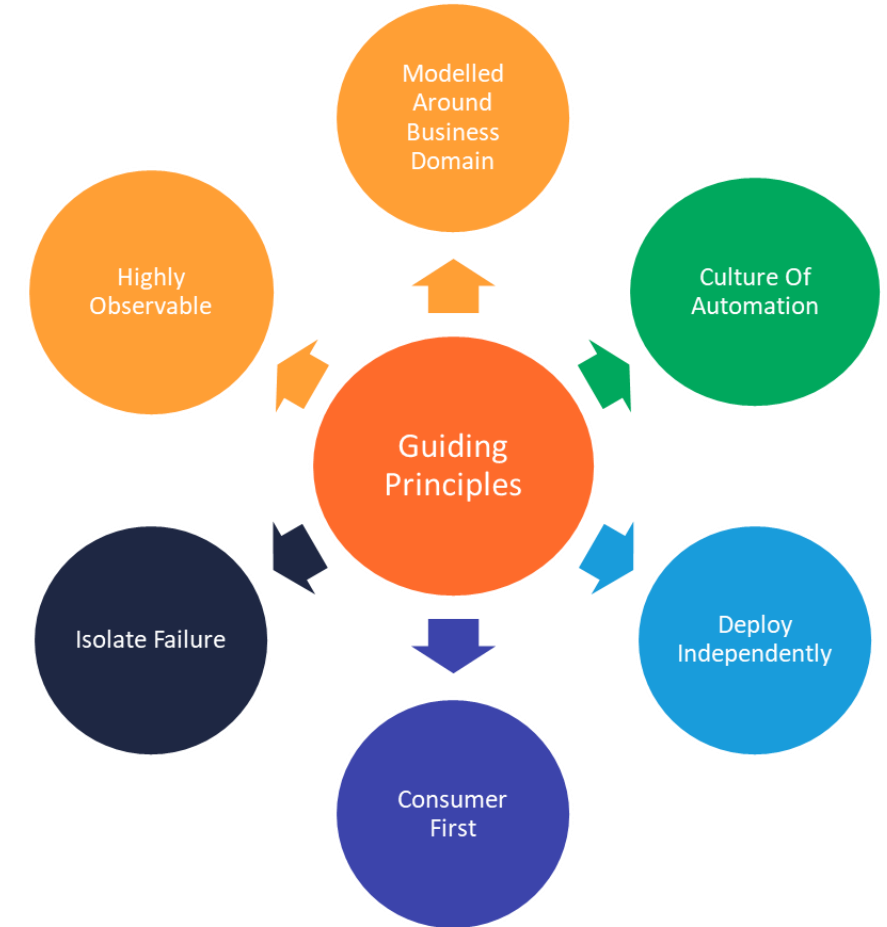 Modelled
Around
Business
Domain
Highly
Observable
Culture Of
Automation
Guiding
Principles
Isolate Failure
Deploy
Independently
Consumer
First